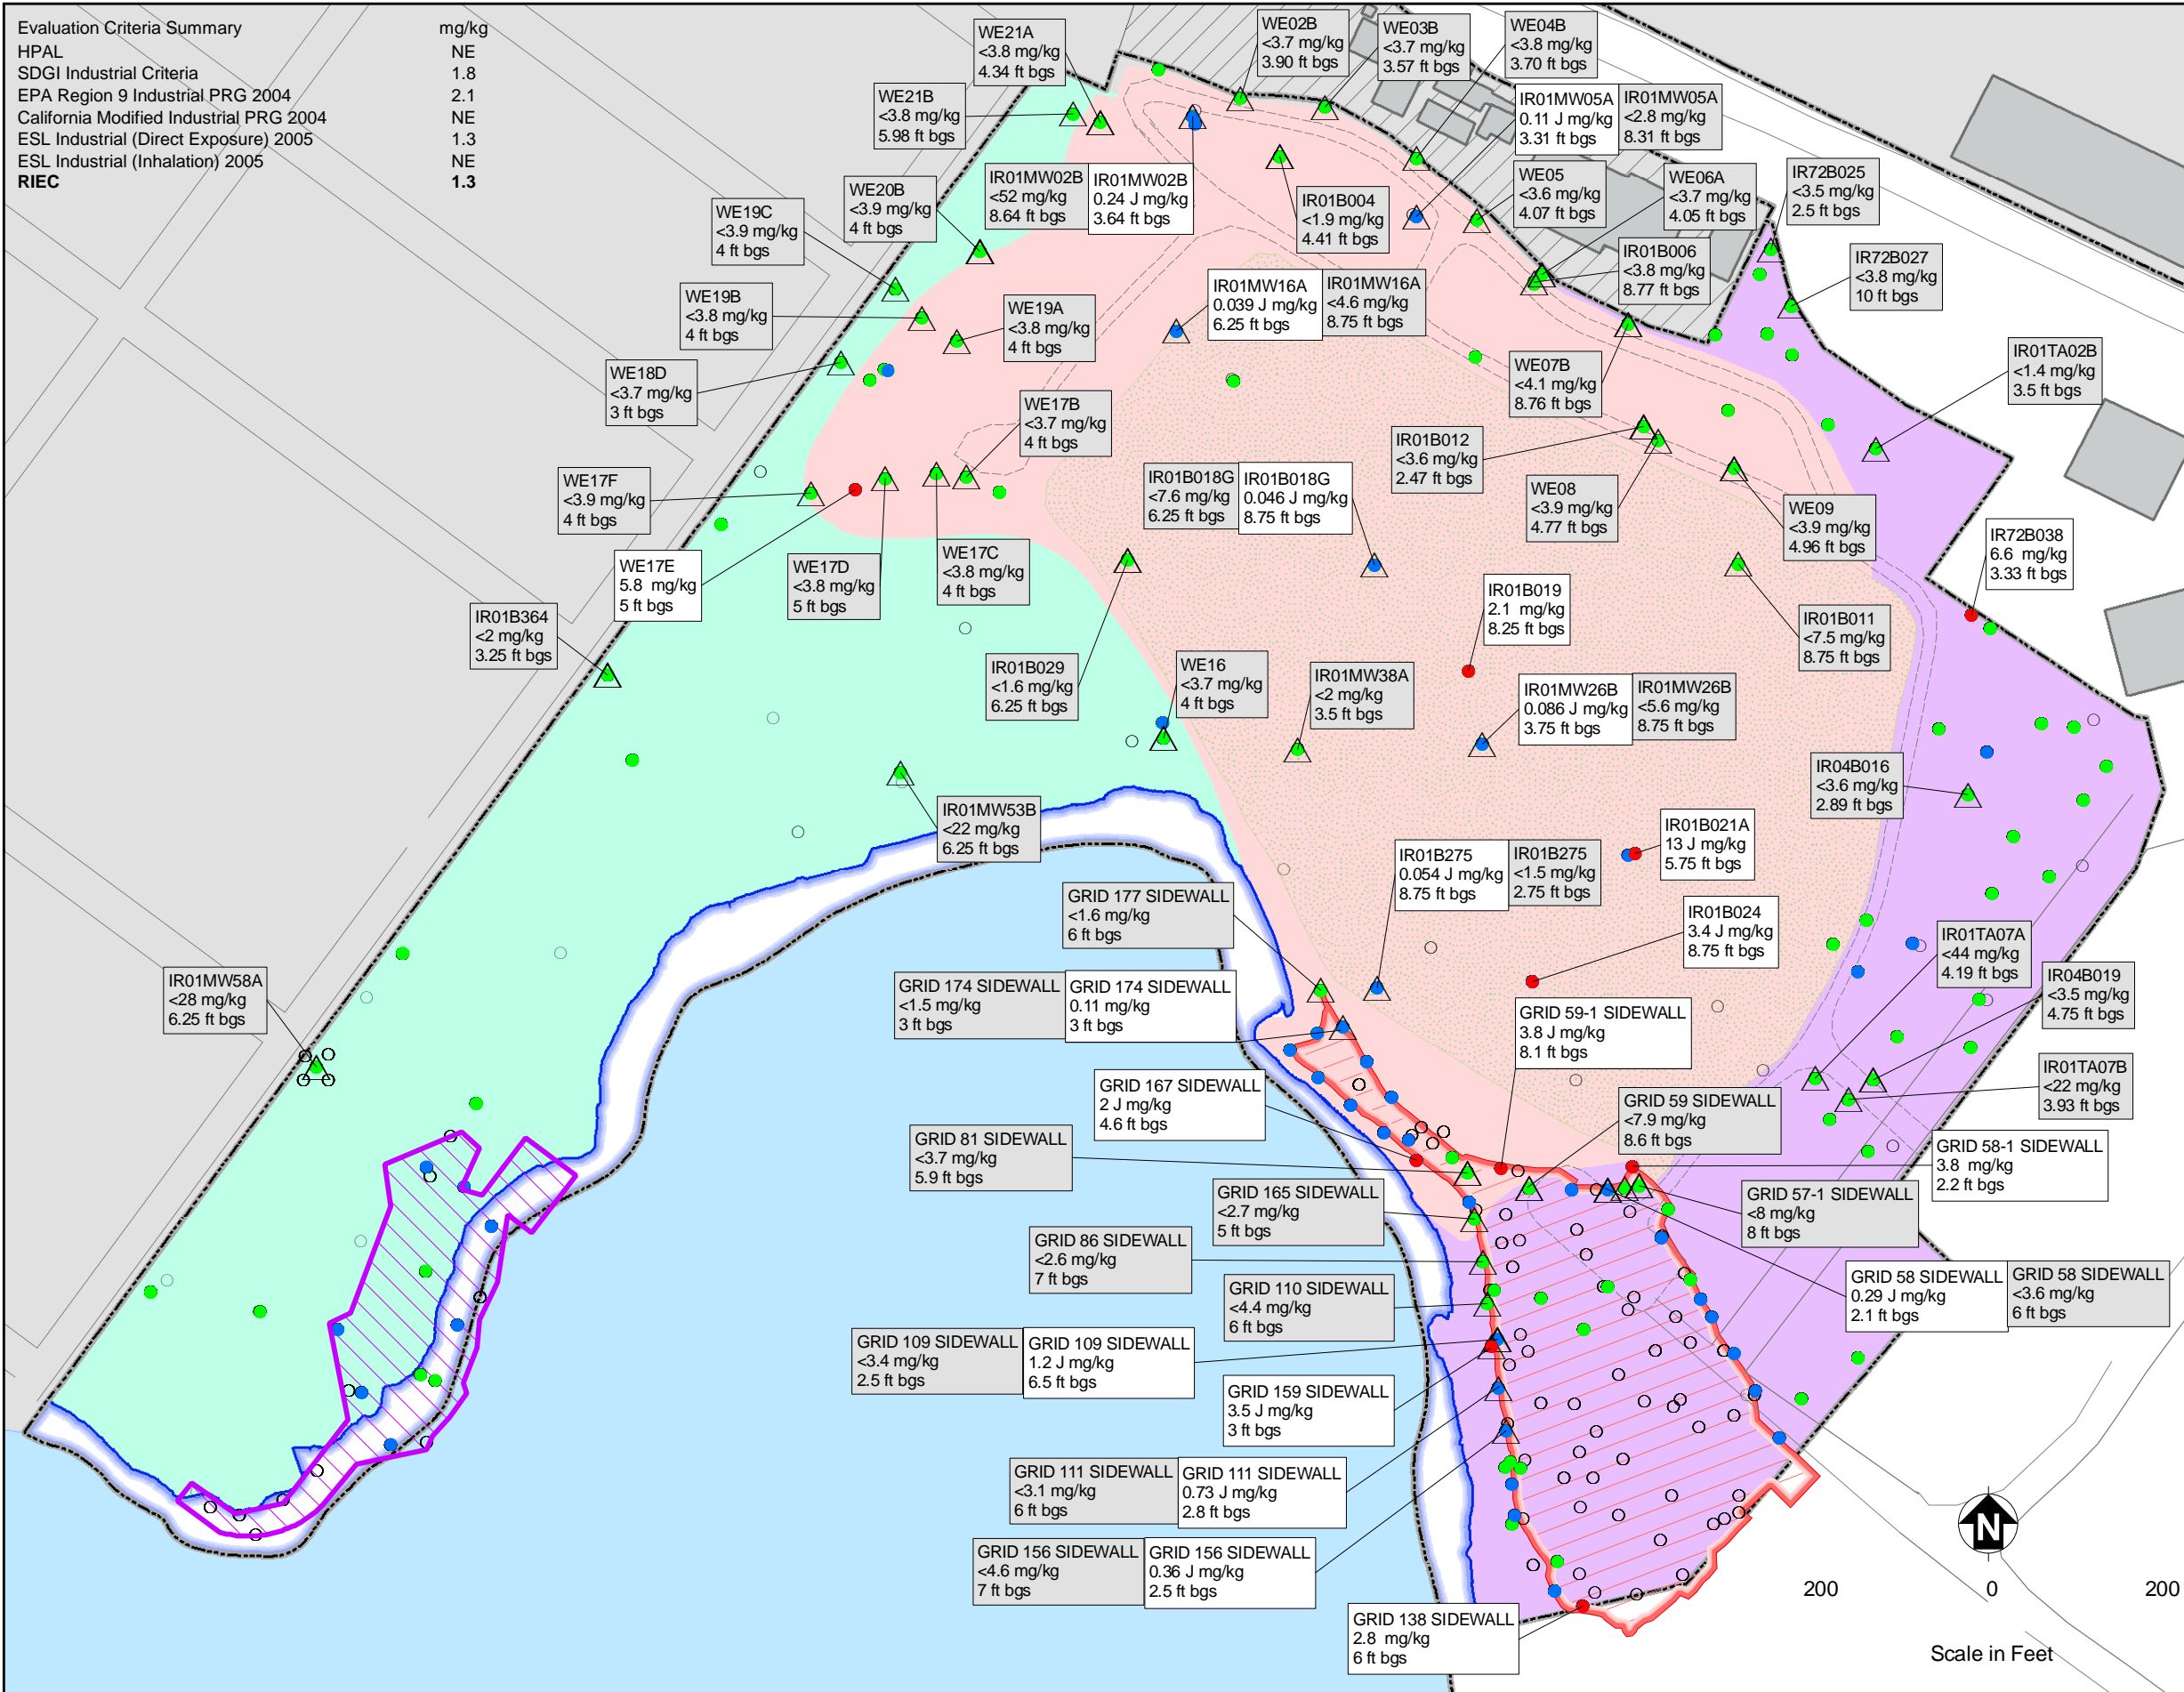 Evaluation Criteria Summary mg/kg
HPAL NE
SDGI Industrial Criteria 1.8
EPA Region 9 Industrial PRG 2004 2.1
California Modified Industrial PRG 2004 NE
ESL Industrial (Direct Exposure) 2005 1.3
ESL Industrial (Inhalation) 2005 NE
RIEC 1.3
WE21A
<3.8 mg/kg
4.34 ft bgs
WE02B
<3.7 mg/kg
3.90 ft bgs
WE03B
<3.7 mg/kg
3.57 ft bgs
WE04B
<3.8 mg/kg
3.70 ft bgs
WE21B
<3.8 mg/kg
5.98 ft bgs
IR01MW05A
0.11 J mg/kg
3.31 ft bgs
IR01MW05A
<2.8 mg/kg
8.31 ft bgs
WE20B
<3.9 mg/kg
4 ft bgs
IR01MW02B
<52 mg/kg
8.64 ft bgs
IR01MW02B
0.24 J mg/kg
3.64 ft bgs
IR01B004
<1.9 mg/kg
4.41 ft bgs
WE05
<3.6 mg/kg
4.07 ft bgs
WE06A
<3.7 mg/kg
4.05 ft bgs
IR72B025
<3.5 mg/kg
2.5 ft bgs
WE19C
<3.9 mg/kg
4 ft bgs
IR01B006
<3.8 mg/kg
8.77 ft bgs
IR72B027
<3.8 mg/kg
10 ft bgs
WE19B
<3.8 mg/kg
4 ft bgs
WE19A
<3.8 mg/kg
4 ft bgs
IR01MW16A
0.039 J mg/kg
6.25 ft bgs
IR01MW16A
<4.6 mg/kg
8.75 ft bgs
WE18D
<3.7 mg/kg
3 ft bgs
WE07B
<4.1 mg/kg
8.76 ft bgs
IR01TA02B
<1.4 mg/kg
3.5 ft bgs
WE17B
<3.7 mg/kg
4 ft bgs
IR01B012
<3.6 mg/kg
2.47 ft bgs
WE17F
<3.9 mg/kg
4 ft bgs
IR01B018G
<7.6 mg/kg
6.25 ft bgs
IR01B018G
0.046 J mg/kg
8.75 ft bgs
WE08
<3.9 mg/kg
4.77 ft bgs
WE09
<3.9 mg/kg
4.96 ft bgs
IR72B038
6.6 mg/kg
3.33 ft bgs
WE17E
5.8 mg/kg
5 ft bgs
WE17D
<3.8 mg/kg
5 ft bgs
WE17C
<3.8 mg/kg
4 ft bgs
IR01B019
2.1 mg/kg
8.25 ft bgs
IR01B011
<7.5 mg/kg
8.75 ft bgs
IR01B364
<2 mg/kg
3.25 ft bgs
IR01B029
<1.6 mg/kg
6.25 ft bgs
WE16
<3.7 mg/kg
4 ft bgs
IR01MW38A
<2 mg/kg
3.5 ft bgs
IR01MW26B
0.086 J mg/kg
3.75 ft bgs
IR01MW26B
<5.6 mg/kg
8.75 ft bgs
IR04B016
<3.6 mg/kg
2.89 ft bgs
IR01MW53B
<22 mg/kg
6.25 ft bgs
IR01B275
0.054 J mg/kg
8.75 ft bgs
IR01B275
<1.5 mg/kg
2.75 ft bgs
IR01B021A
13 J mg/kg
5.75 ft bgs
GRID 177 SIDEWALL
<1.6 mg/kg
6 ft bgs
IR01B024
3.4 J mg/kg
8.75 ft bgs
IR01TA07A
<44 mg/kg
4.19 ft bgs
IR01MW58A
<28 mg/kg
6.25 ft bgs
GRID 174 SIDEWALL
<1.5 mg/kg
3 ft bgs
GRID 174 SIDEWALL
0.11 mg/kg
3 ft bgs
IR04B019
<3.5 mg/kg
4.75 ft bgs
GRID 59-1 SIDEWALL
3.8 J mg/kg
8.1 ft bgs
GRID 167 SIDEWALL
2 J mg/kg
4.6 ft bgs
GRID 59 SIDEWALL
<7.9 mg/kg
8.6 ft bgs
IR01TA07B
<22 mg/kg
3.93 ft bgs
GRID 81 SIDEWALL
<3.7 mg/kg
5.9 ft bgs
GRID 58-1 SIDEWALL
3.8 mg/kg
2.2 ft bgs
GRID 165 SIDEWALL
<2.7 mg/kg
5 ft bgs
GRID 57-1 SIDEWALL
<8 mg/kg
8 ft bgs
GRID 86 SIDEWALL
<2.6 mg/kg
7 ft bgs
GRID 58 SIDEWALL
0.29 J mg/kg
2.1 ft bgs
GRID 58 SIDEWALL
<3.6 mg/kg
6 ft bgs
GRID 110 SIDEWALL
<4.4 mg/kg
6 ft bgs
GRID 109 SIDEWALL
<3.4 mg/kg
2.5 ft bgs
GRID 109 SIDEWALL
1.2 J mg/kg
6.5 ft bgs
GRID 159 SIDEWALL
3.5 J mg/kg
3 ft bgs
GRID 111 SIDEWALL
<3.1 mg/kg
6 ft bgs
GRID 111 SIDEWALL
0.73 J mg/kg
2.8 ft bgs
GRID 156 SIDEWALL
<4.6 mg/kg
7 ft bgs
GRID 156 SIDEWALL
0.36 J mg/kg
2.5 ft bgs
GRID 138 SIDEWALL
2.8 mg/kg
6 ft bgs
N
200 0 200
Scale in Feet